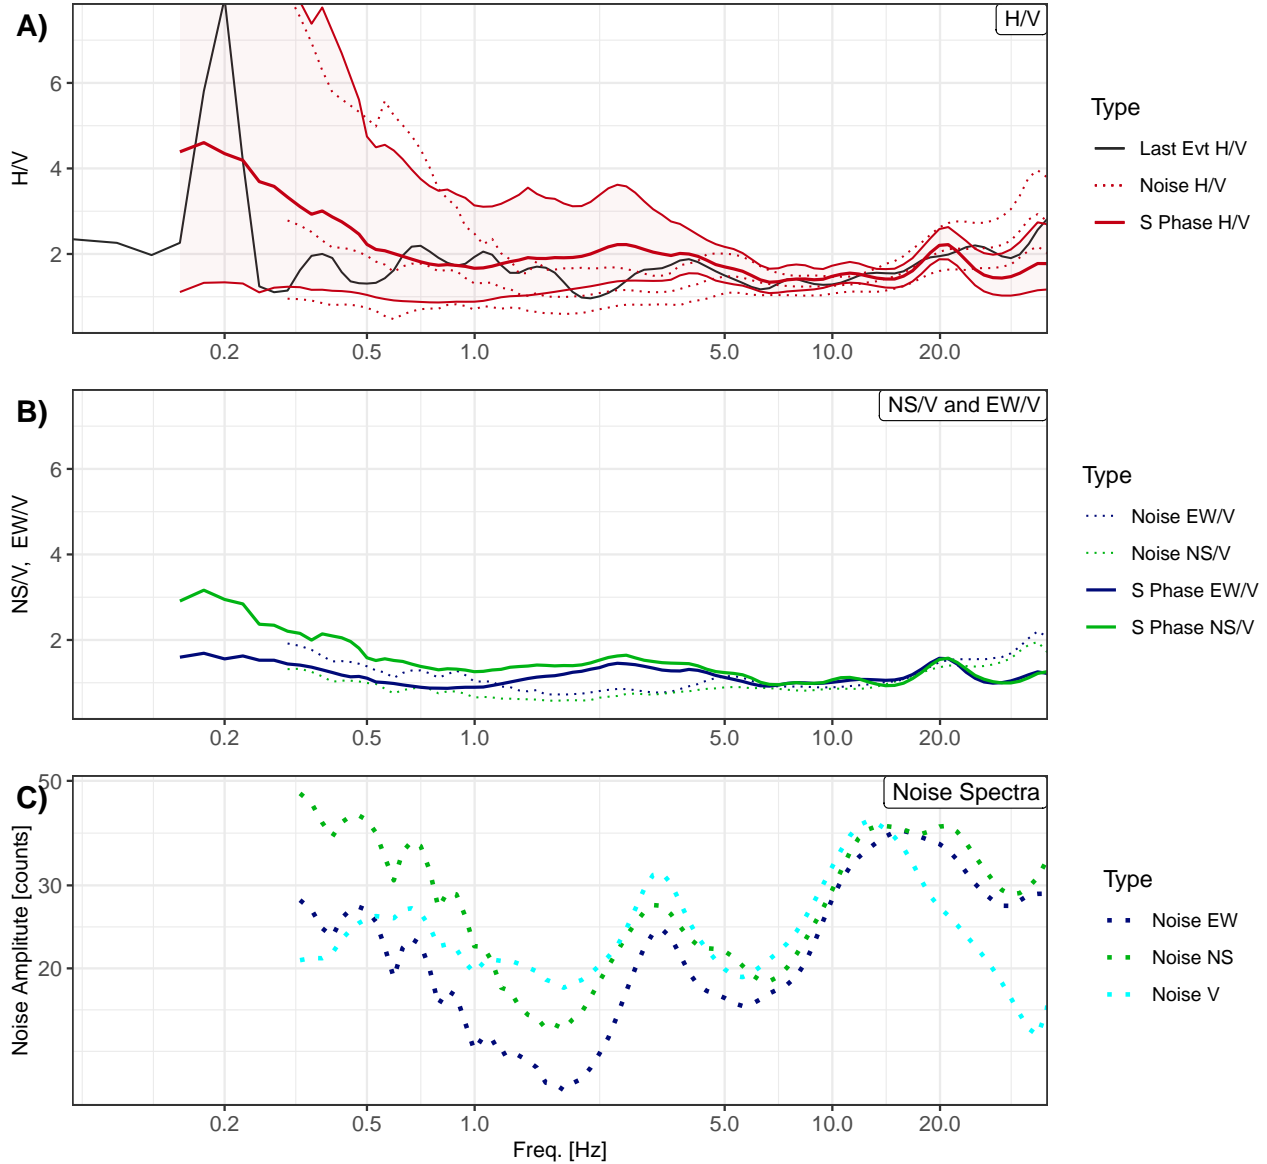 A)
H/V
H/V
6
4
2
0.2 0.5 1.0 5.0 10.0 20.0
Type
Last Evt H/V
Noise H/V
S Phase H/V
B)
NS/V and EW/V
NS/V, EW/V
6
4
2
0.2 0.5 1.0 5.0 10.0 20.0
Type
Noise EW/V
Noise NS/V
S Phase EW/V
S Phase NS/V
C)
Noise Spectra
Noise Amplitute [counts]
50
30
20
0.2 0.5 1.0 5.0 10.0 20.0
Freq. [Hz]
Type
Noise EW
Noise NS
Noise V